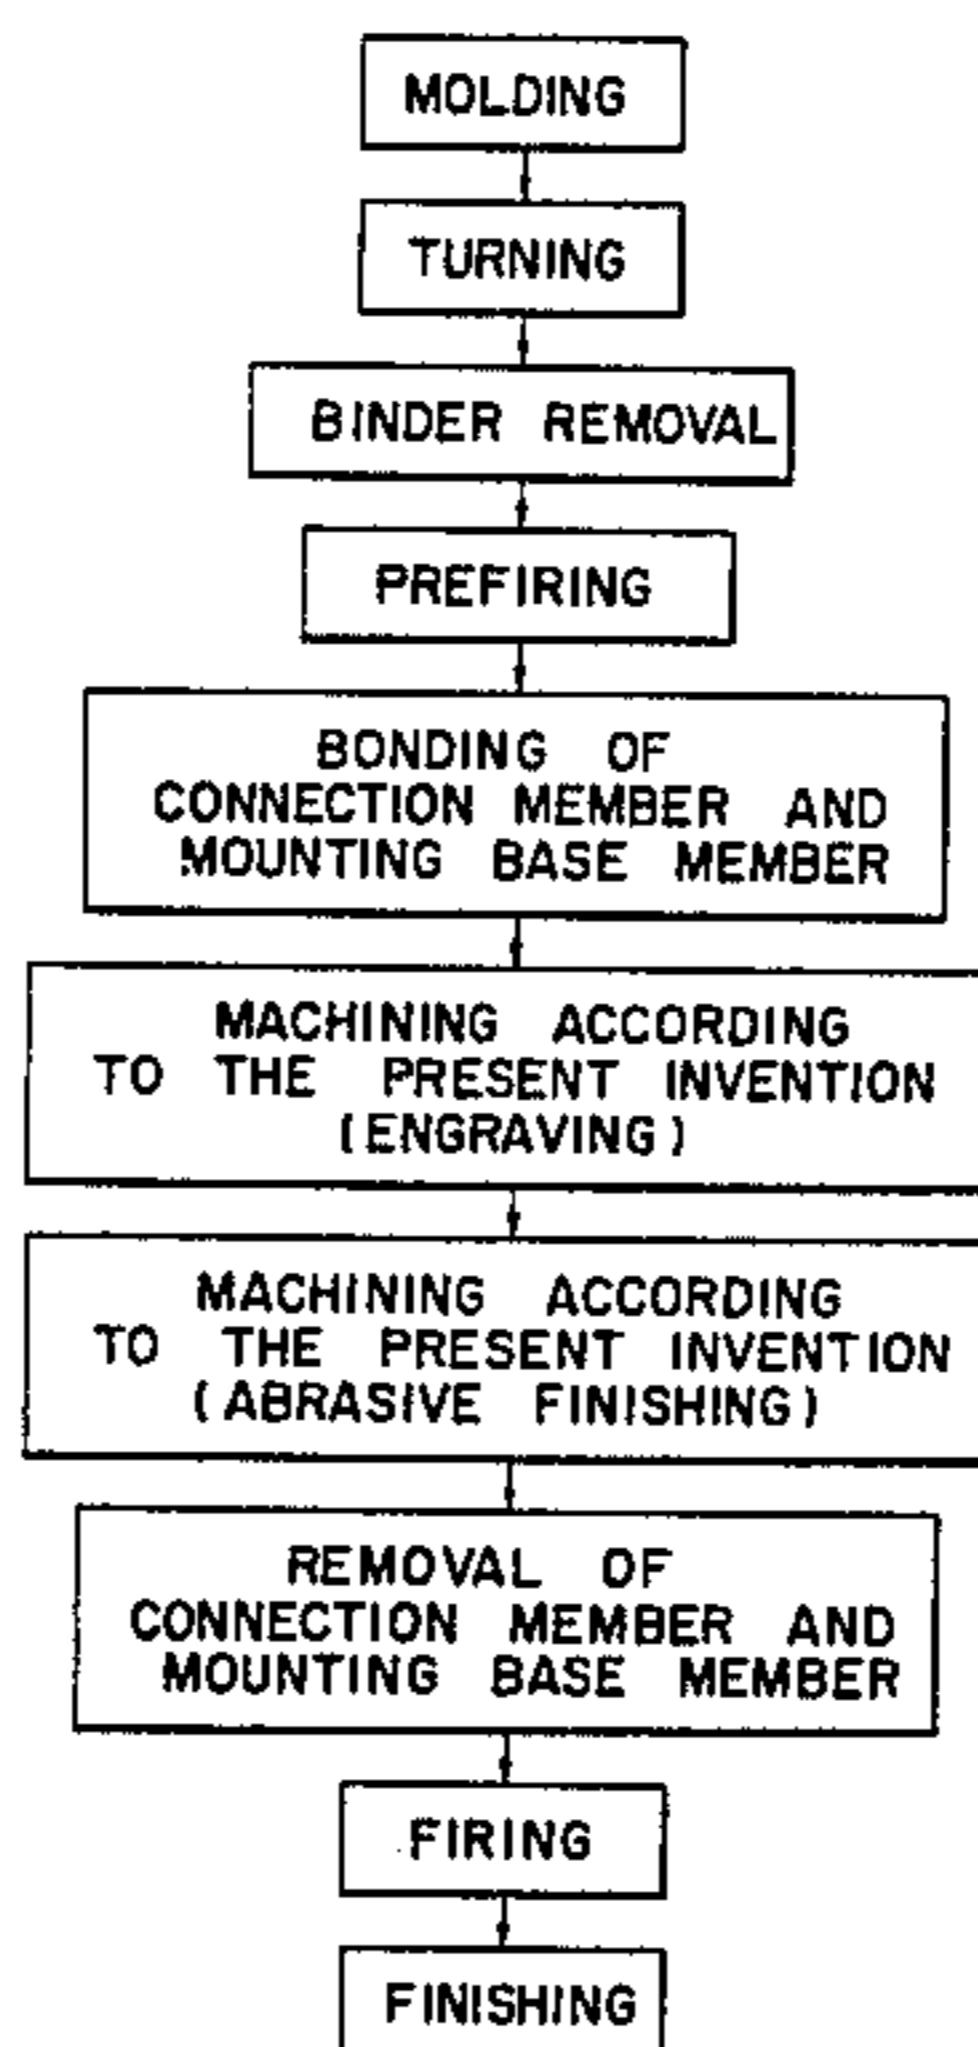 MOLDING
TURNING
BINDER REMOVAL
PREFIRING
BONDING OF
CONNECTION MEMBER AND
MOUNTING BASE MEMBER
MACHINING ACCORDING
TO THE PRESENT INVENTION
(ENGRAVING)
MACHINING ACCORDING
TO THE PRESENT INVENTION
(ABRASIVE FINISHING)
REMOVAL OF
CONNECTION MEMBER AND
MOUNTING BASE MEMBER
FIRING
FINISHING